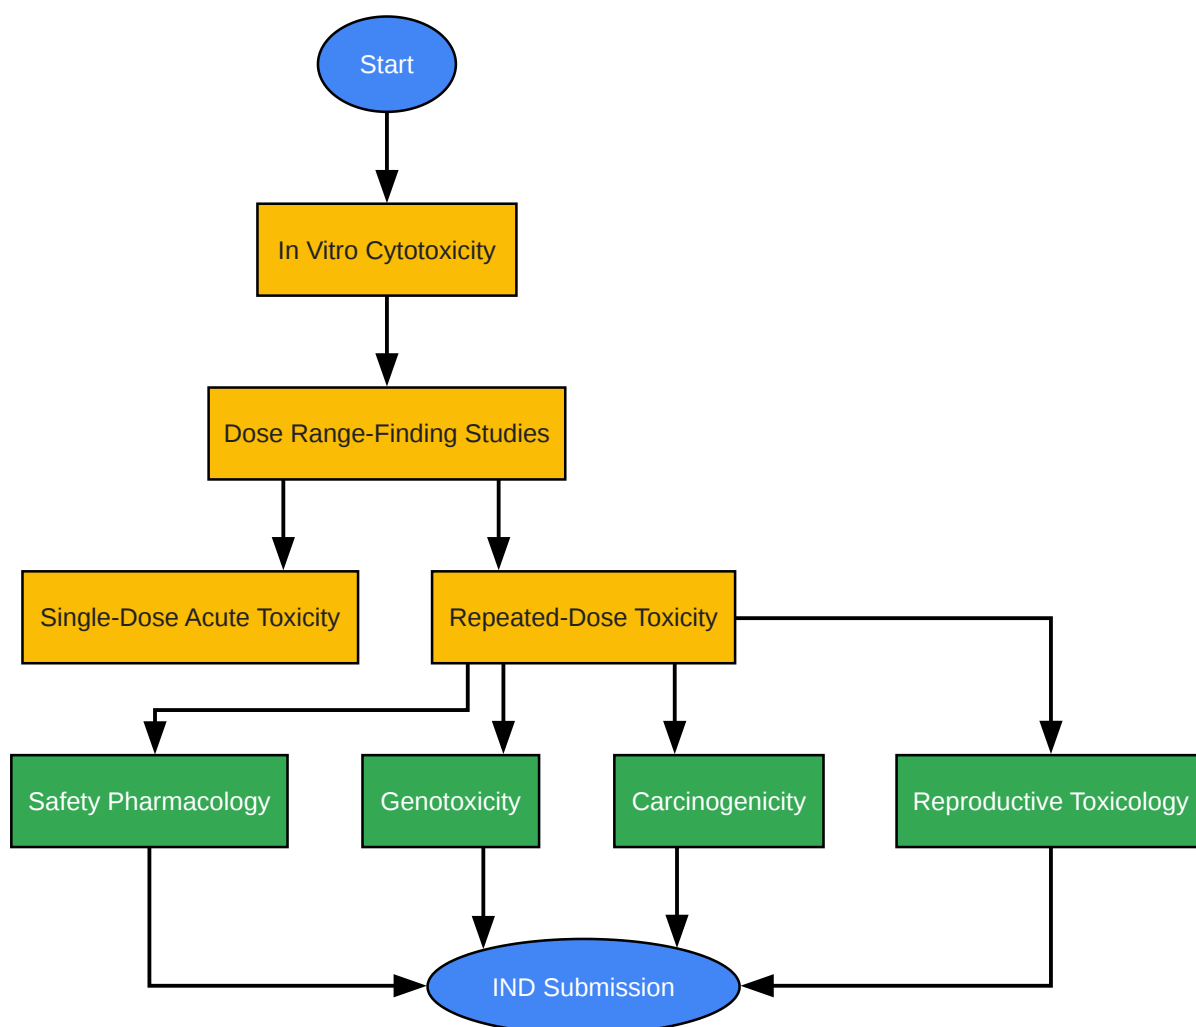 Start
In Vitro Cytotoxicity
Dose Range-Finding Studies
Single-Dose Acute Toxicity
Repeated-Dose Toxicity
Safety Pharmacology
Genotoxicity
Carcinogenicity
Reproductive Toxicology
IND Submission